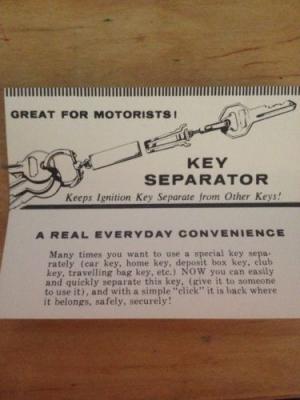 GREAT FOR MOTORISTS!
KEY
SEPARATOR
Keeps Ignition Key Separate from Other Keys!
A REAL EVERYDAY CONVENIENCE
Many times you want to use a special key sepa-
rately (car key, home key, deposit box key, club
key, travelling bag key, etc.) NOW you can easily
and quickly separate this key, (give it to someone
to use it), and with a simple "click" it is back where
it belongs, safely, securely!